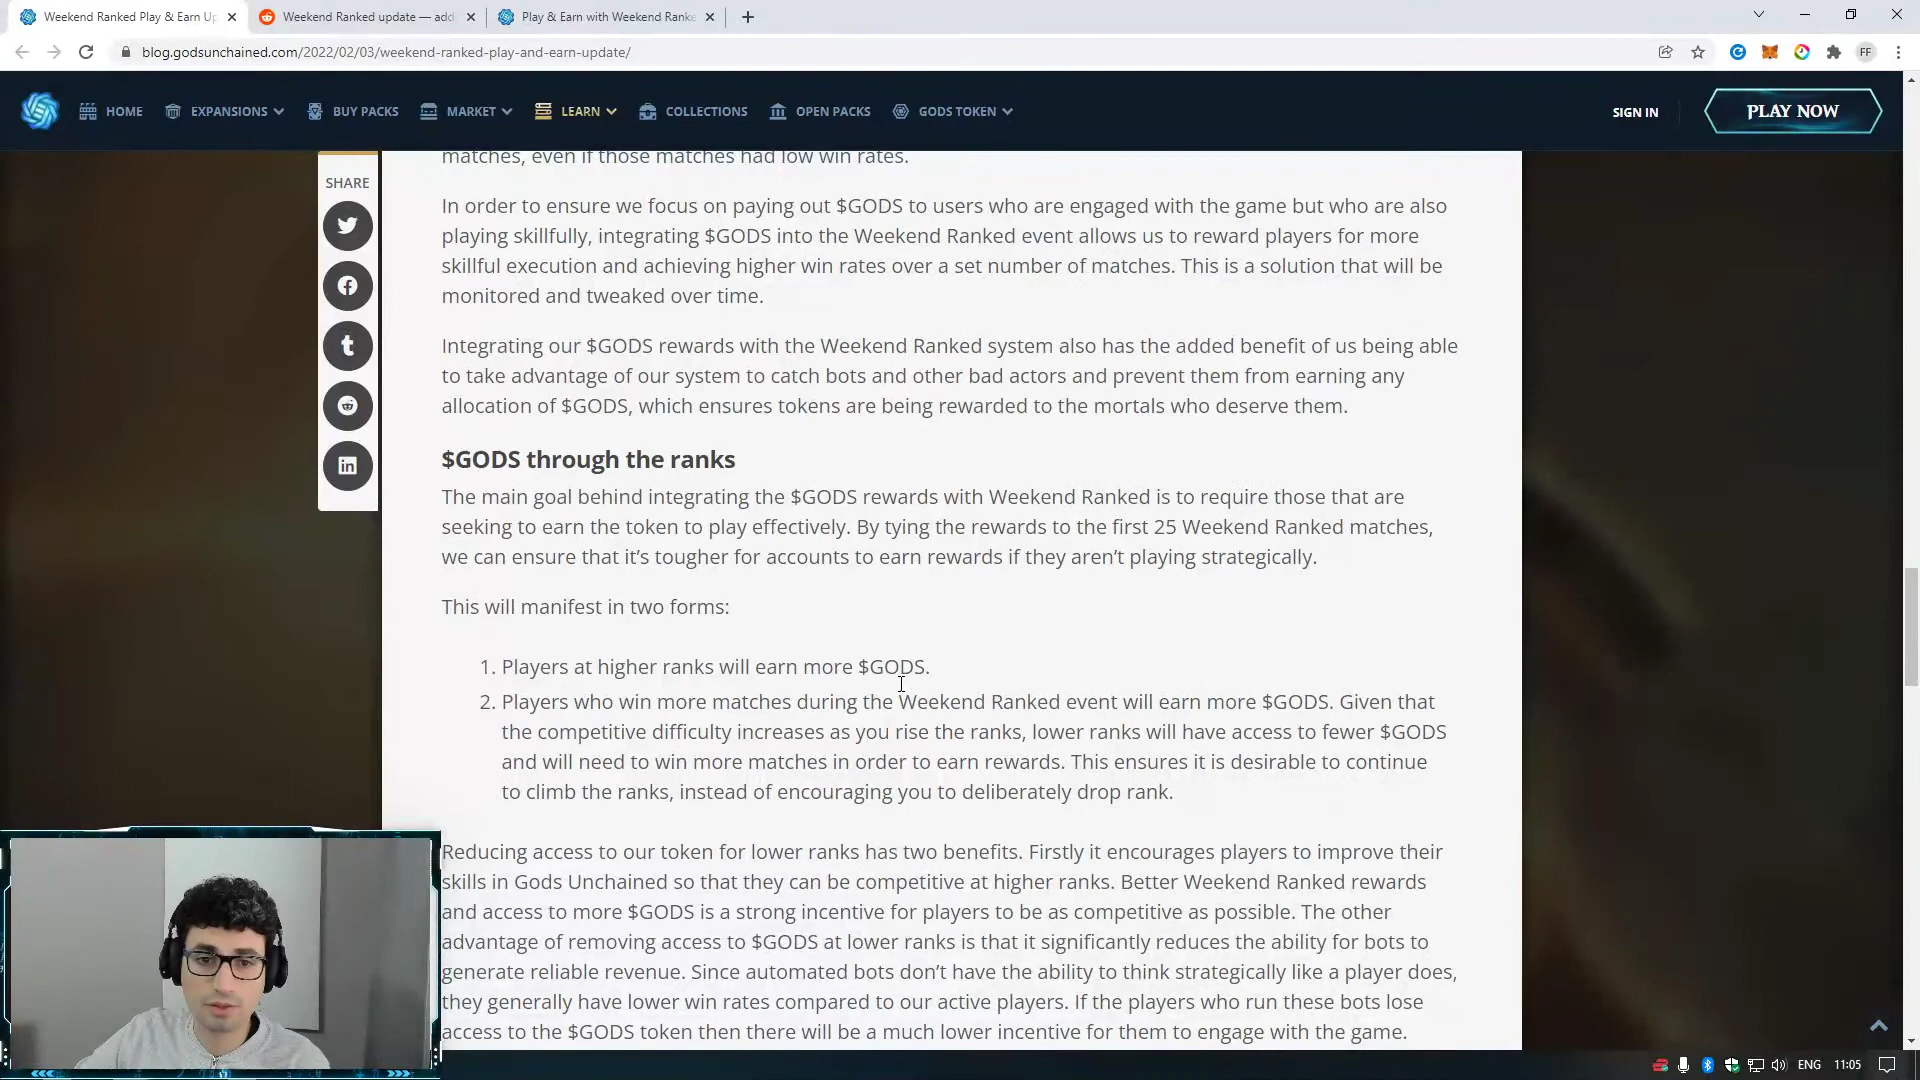 Weekend Ranked Play & Earn Up
Weekend Ranked update — add
Play & Earn with Weekend Ranke
blog.godsunchained.com/2022/02/03/weekend-ranked-play-and-earn-update/
FF
HOME
EXPANSIONS
BUY PACKS
MARKET
LEARN
COLLECTIONS
OPEN PACKS
GODS TOKEN
SIGN IN
PLAY NOW
SHARE
matches, even if those matches had low win rates.
In order to ensure we focus on paying out $GODS to users who are engaged with the game but who are also
playing skillfully, integrating $GODS into the Weekend Ranked event allows us to reward players for more
skillful execution and achieving higher win rates over a set number of matches. This is a solution that will be
monitored and tweaked over time.
Integrating our $GODS rewards with the Weekend Ranked system also has the added benefit of us being able
to take advantage of our system to catch bots and other bad actors and prevent them from earning any
allocation of $GODS, which ensures tokens are being rewarded to the mortals who deserve them.
$GODS through the ranks
The main goal behind integrating the $GODS rewards with Weekend Ranked is to require those that are
seeking to earn the token to play effectively. By tying the rewards to the first 25 Weekend Ranked matches,
we can ensure that it's tougher for accounts to earn rewards if they aren't playing strategically.
This will manifest in two forms:
1. Players at higher ranks will earn more $GODS.
2. Players who win more matches during the Weekend Ranked event will earn more $GODS. Given that
the competitive difficulty increases as you rise the ranks, lower ranks will have access to fewer $GODS
and will need to win more matches in order to earn rewards. This ensures it is desirable to continue
to climb the ranks, instead of encouraging you to deliberately drop rank.
Reducing access to our token for lower ranks has two benefits. Firstly it encourages players to improve their
skills in Gods Unchained so that they can be competitive at higher ranks. Better Weekend Ranked rewards
and access to more $GODS is a strong incentive for players to be as competitive as possible. The other
advantage of removing access to $GODS at lower ranks is that it significantly reduces the ability for bots to
generate reliable revenue. Since automated bots don't have the ability to think strategically like a player does,
they generally have lower win rates compared to our active players. If the players who run these bots lose
access to the $GODS token then there will be a much lower incentive for them to engage with the game.
ENG
11:05